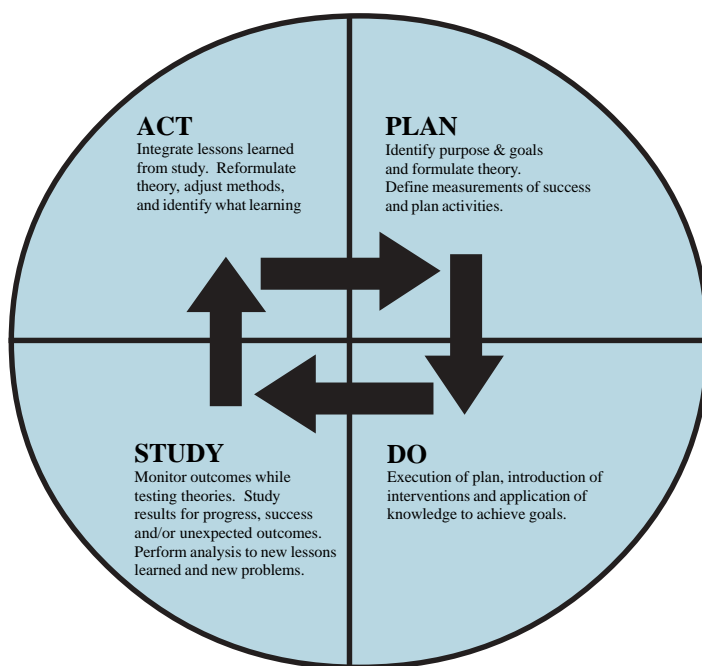 ACT
Integrate lessons learned
from study. Reformulate
theory, adjust methods,
and identify what learning
PLAN
Identify purpose & goals
and formulate theory.
Define measurements of success
and plan activities.
STUDY
Monitor outcomes while
testing theories. Study
results for progress, success
and/or unexpected outcomes.
Perform analysis to new lessons
learned and new problems.
DO
Execution of plan, introduction of
interventions and application of
knowledge to achieve goals.